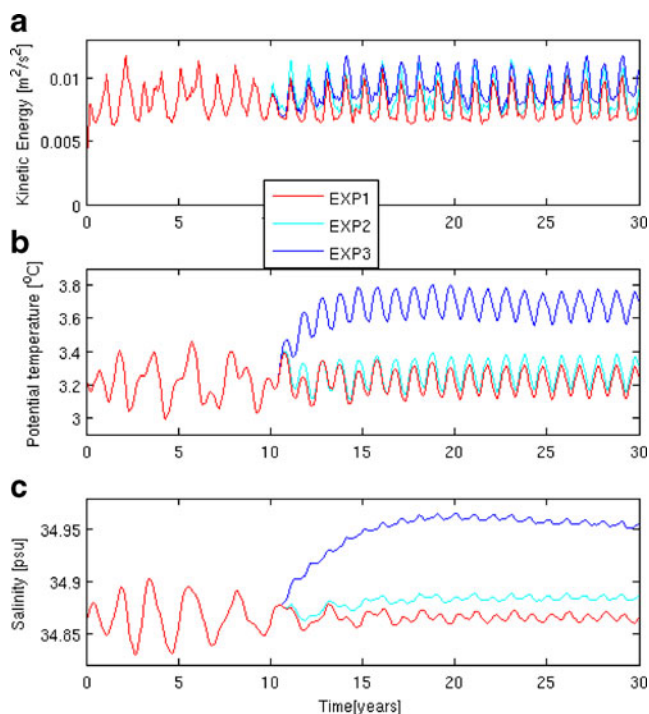 a
Kinetic Energy [m²/s²]
0.01
0.005
0
0 5 10 15 20 25 30
EXP1
EXP2
EXP3
b
Potential temperature [°C]
3.8
3.6
3.4
3.2
3
0 5 10 15 20 25 30
c
Salinity [psu]
34.95
34.9
34.85
0 5 10 15 20 25 30
Time[years]